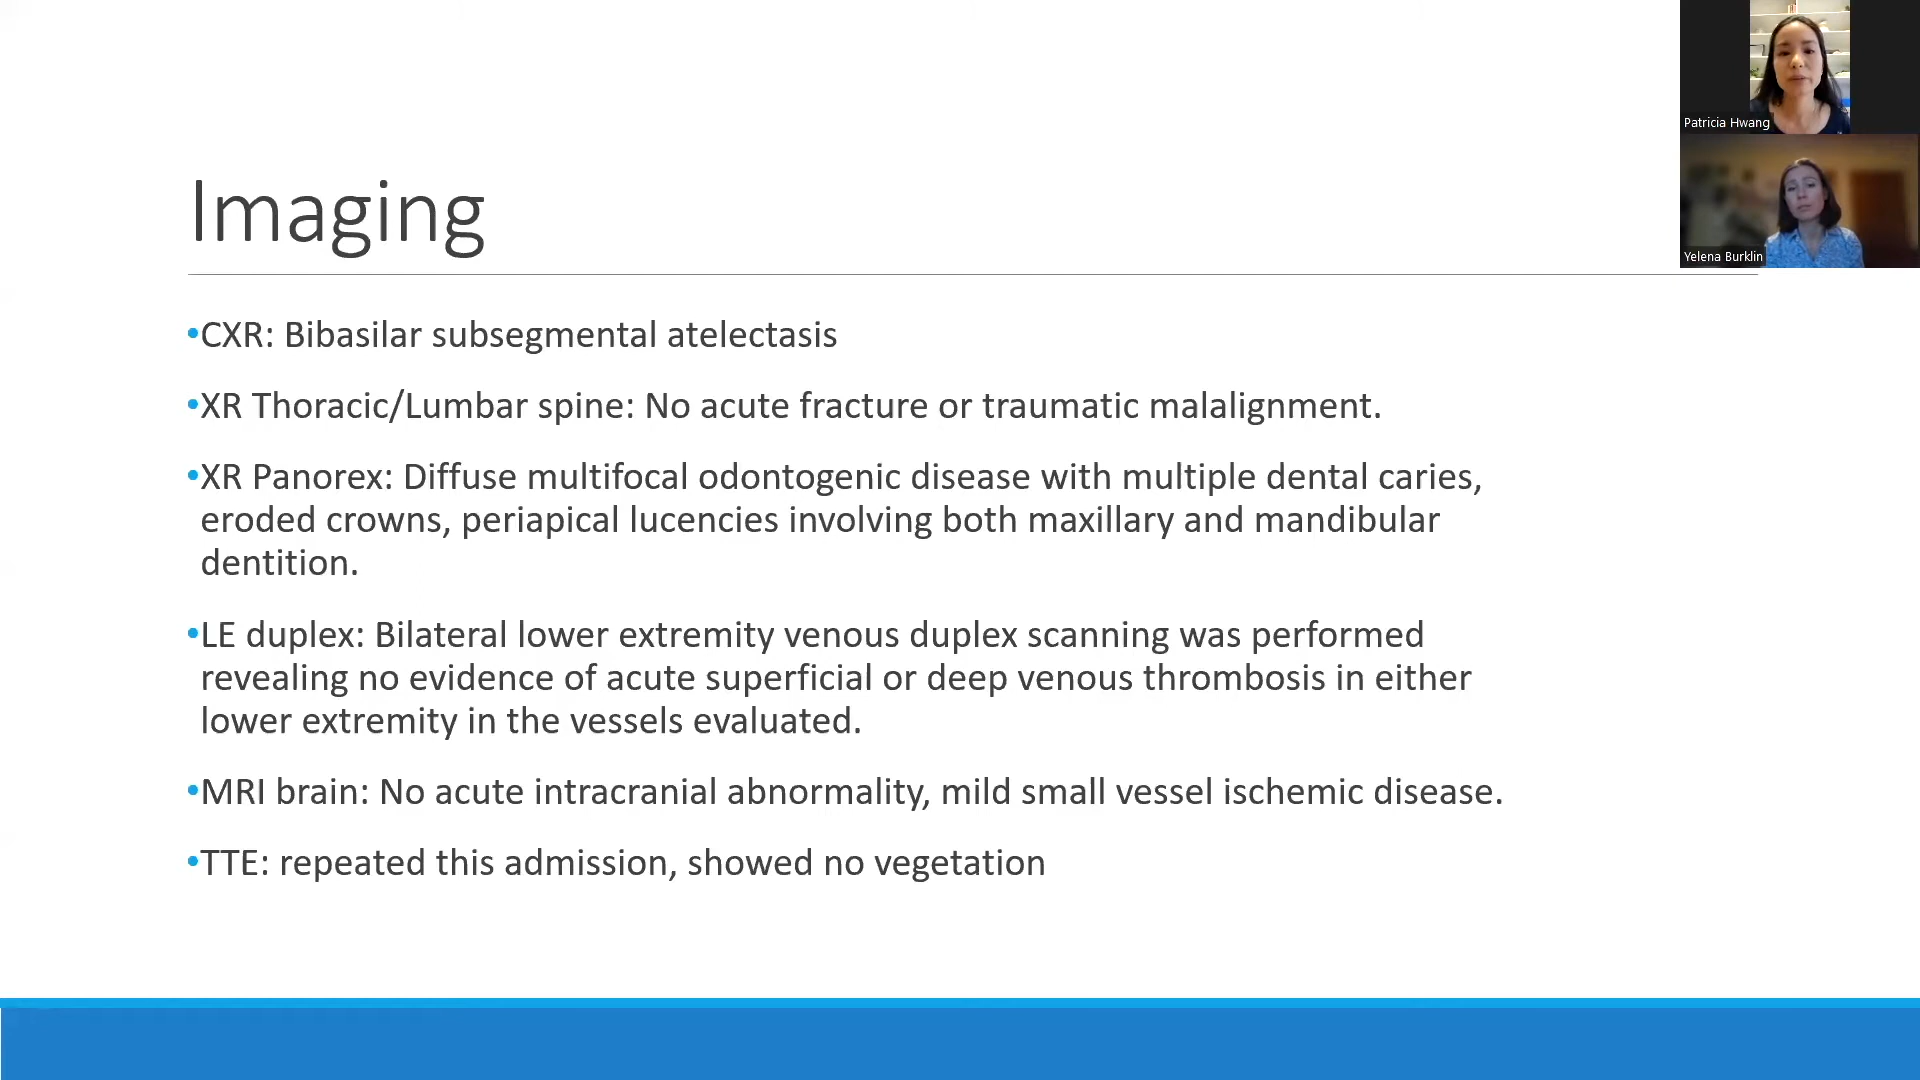 Patricia Hwang
Yelena Burklin
Imaging
•CXR: Bibasilar subsegmental atelectasis
•XR Thoracic/Lumbar spine: No acute fracture or traumatic malalignment.
•XR Panorex: Diffuse multifocal odontogenic disease with multiple dental caries,
eroded crowns, periapical lucencies involving both maxillary and mandibular
dentition.
•LE duplex: Bilateral lower extremity venous duplex scanning was performed
revealing no evidence of acute superficial or deep venous thrombosis in either
lower extremity in the vessels evaluated.
•MRI brain: No acute intracranial abnormality, mild small vessel ischemic disease.
•TTE: repeated this admission, showed no vegetation